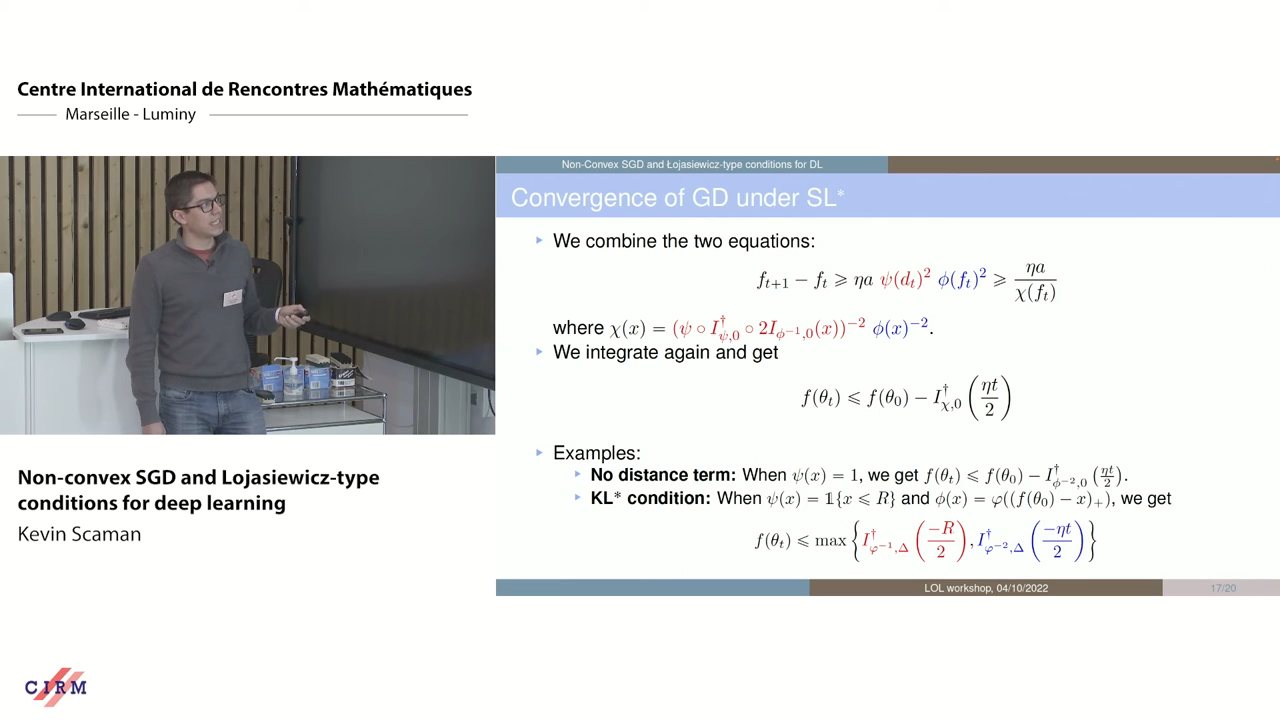 Centre International de Rencontres Mathématiques
Marseille - Luminy
Non-Convex SGD and Łojasiewicz-type conditions for DL
Convergence of GD under SL*
We combine the two equations:
f_{t+1} − f_t ⩾ ηa ψ(d_t)² ϕ(f_t)² ⩾ ηa / χ(f_t)
where χ(x) = (ψ ∘ I†_{ψ,0} ∘ 2I_{ϕ⁻¹,0}(x))⁻² ϕ(x)⁻².
We integrate again and get
f(θ_t) ⩽ f(θ_0) − I†_{χ,0} (ηt / 2)
Examples:
No distance term: When ψ(x) = 1, we get f(θ_t) ⩽ f(θ_0) − I†_{ϕ⁻²,0} (ηt / 2).
KL* condition: When ψ(x) = 𝟙{x ⩽ R} and ϕ(x) = φ((f(θ_0) − x)₊), we get
f(θ_t) ⩽ max { I†_{φ⁻¹,Δ} (−R / 2), I†_{φ⁻²,Δ} (−ηt / 2) }
LOL workshop, 04/10/2022
17/20
Non-convex SGD and Lojasiewicz-type
conditions for deep learning
Kevin Scaman
CIRM